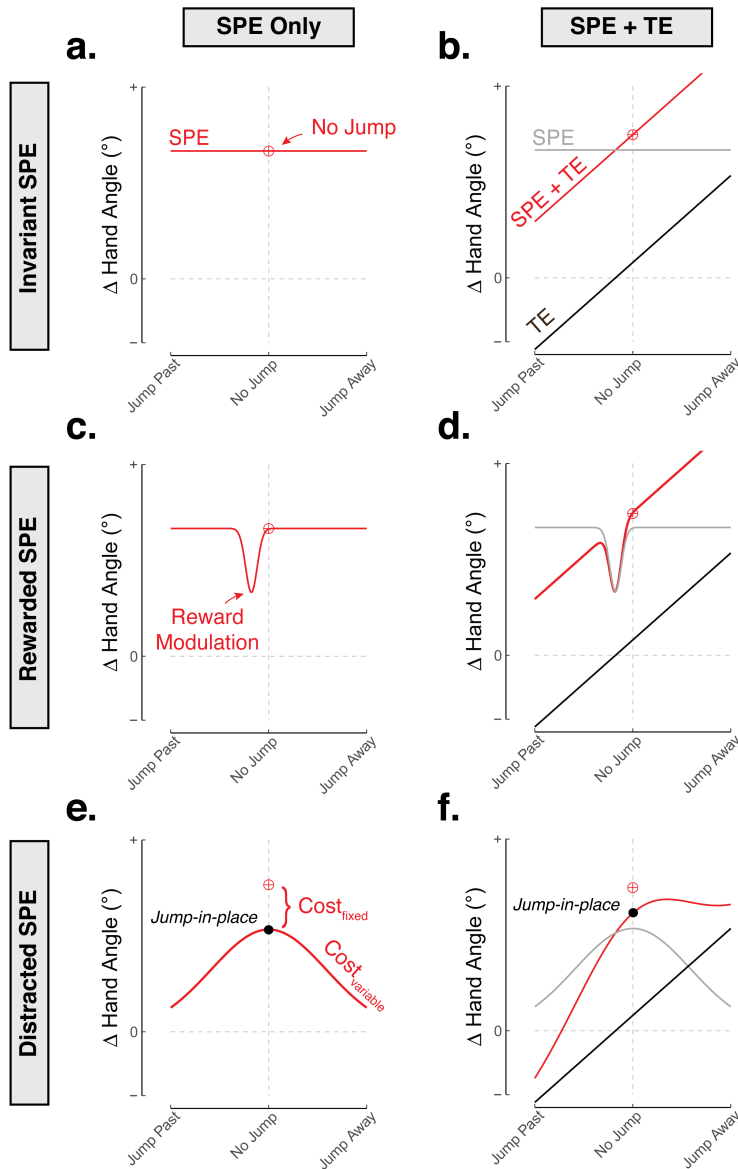 SPE Only
SPE + TE
a.
b.
Invariant SPE
Δ Hand Angle (°)
+
0
–
SPE
No Jump
Jump Past
No Jump
Jump Away
Δ Hand Angle (°)
+
0
–
SPE
SPE + TE
TE
Jump Past
No Jump
Jump Away
c.
d.
Rewarded SPE
Δ Hand Angle (°)
+
0
–
Reward
Modulation
Jump Past
No Jump
Jump Away
Δ Hand Angle (°)
+
0
–
Jump Past
No Jump
Jump Away
e.
f.
Distracted SPE
Δ Hand Angle (°)
+
0
–
Jump-in-place
} Cost fixed
Cost variable
Jump Past
No Jump
Jump Away
Δ Hand Angle (°)
+
0
–
Jump-in-place
Jump Past
No Jump
Jump Away